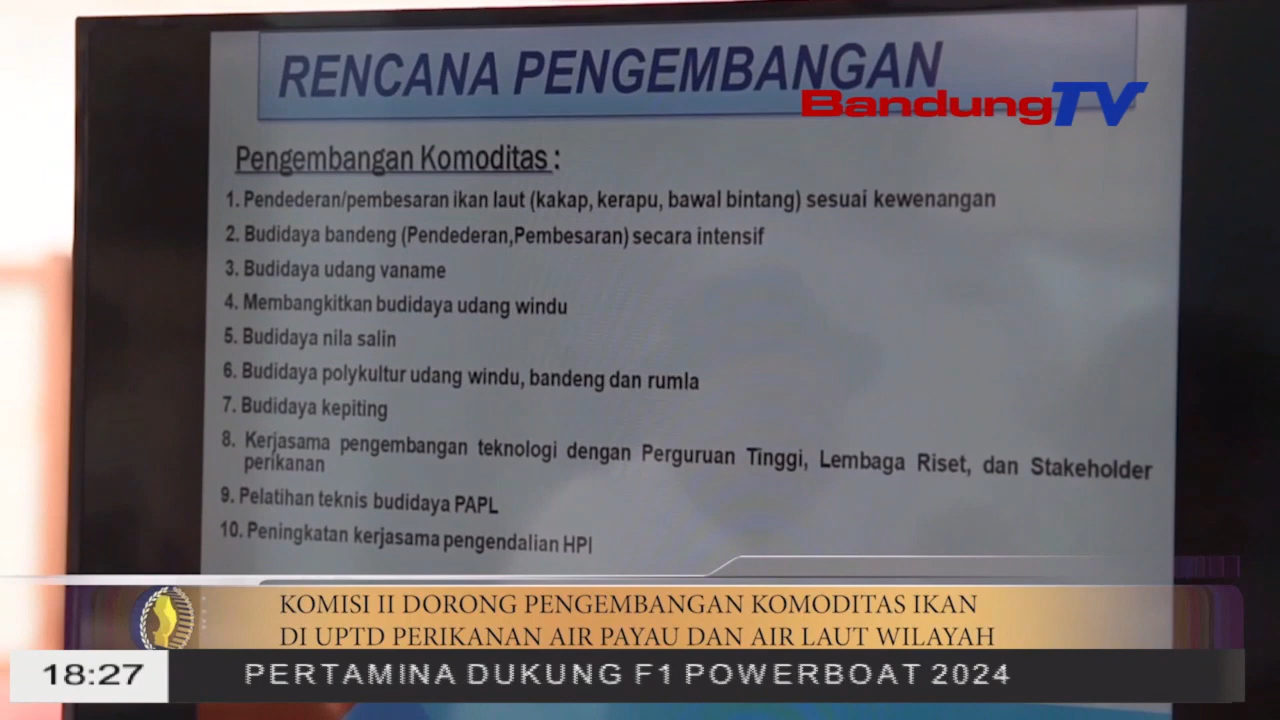 RENCANA PENGEMBANGAN
BandungTV
Pengembangan Komoditas :
1. Pendederan/pembesaran ikan laut (kakap, kerapu, bawal bintang) sesuai kewenangan
2. Budidaya bandeng (Pendederan,Pembesaran) secara intensif
3. Budidaya udang vaname
4. Membangkitkan budidaya udang windu
5. Budidaya nila salin
6. Budidaya polykultur udang windu, bandeng dan rumla
7. Budidaya kepiting
8. Kerjasama pengembangan teknologi dengan Perguruan Tinggi, Lembaga Riset, dan Stakeholder
perikanan
9. Pelatihan teknis budidaya PAPL
10. Peningkatan kerjasama pengendalian HPI
KOMISI II DORONG PENGEMBANGAN KOMODITAS IKAN
DI UPTD PERIKANAN AIR PAYAU DAN AIR LAUT WILAYAH
18:27
PERTAMINA DUKUNG F1 POWERBOAT 2024